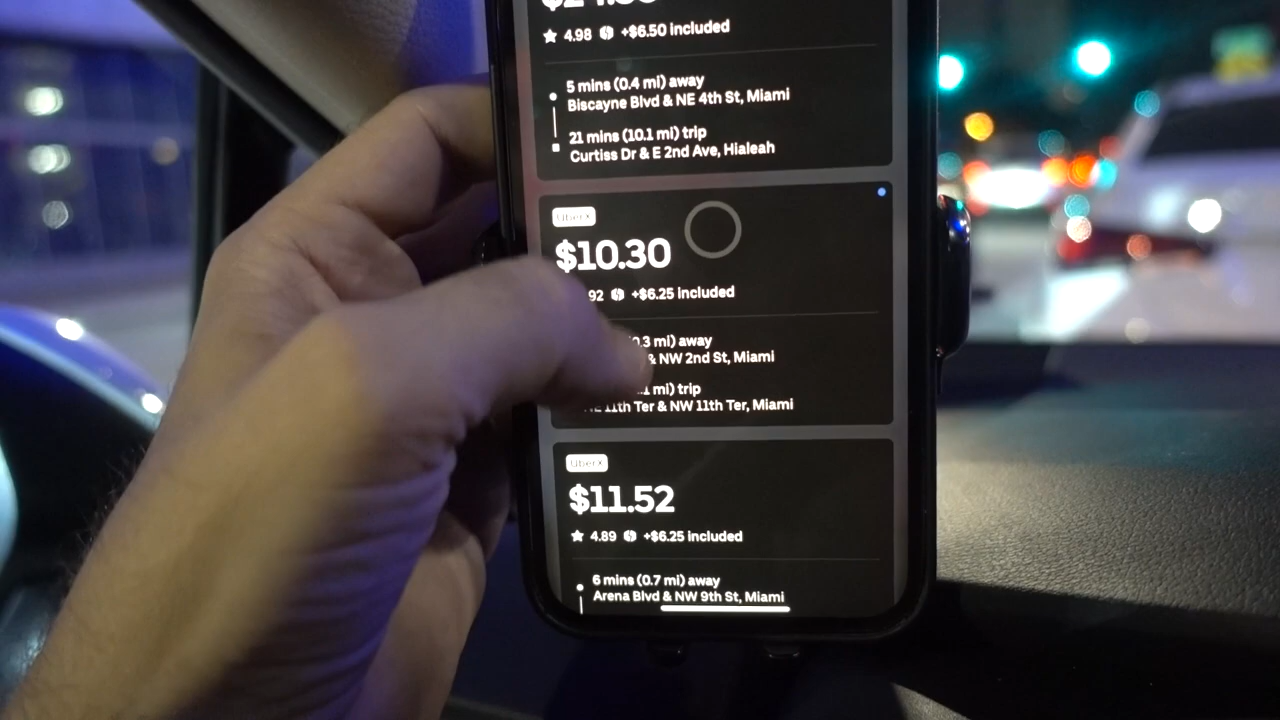 4.98 +$6.50 included
5 mins (0.4 mi) away
Biscayne Blvd & NE 4th St, Miami
21 mins (10.1 mi) trip
Curtiss Dr & E 2nd Ave, Hialeah
UberX
$10.30
92 +$6.25 included
mi) away
& NW 2nd St, Miami
mi) trip
11th Ter & NW 11th Ter, Miami
UberX
$11.52
4.89 +$6.25 included
6 mins (0.7 mi) away
Arena Blvd & NW 9th St, Miami